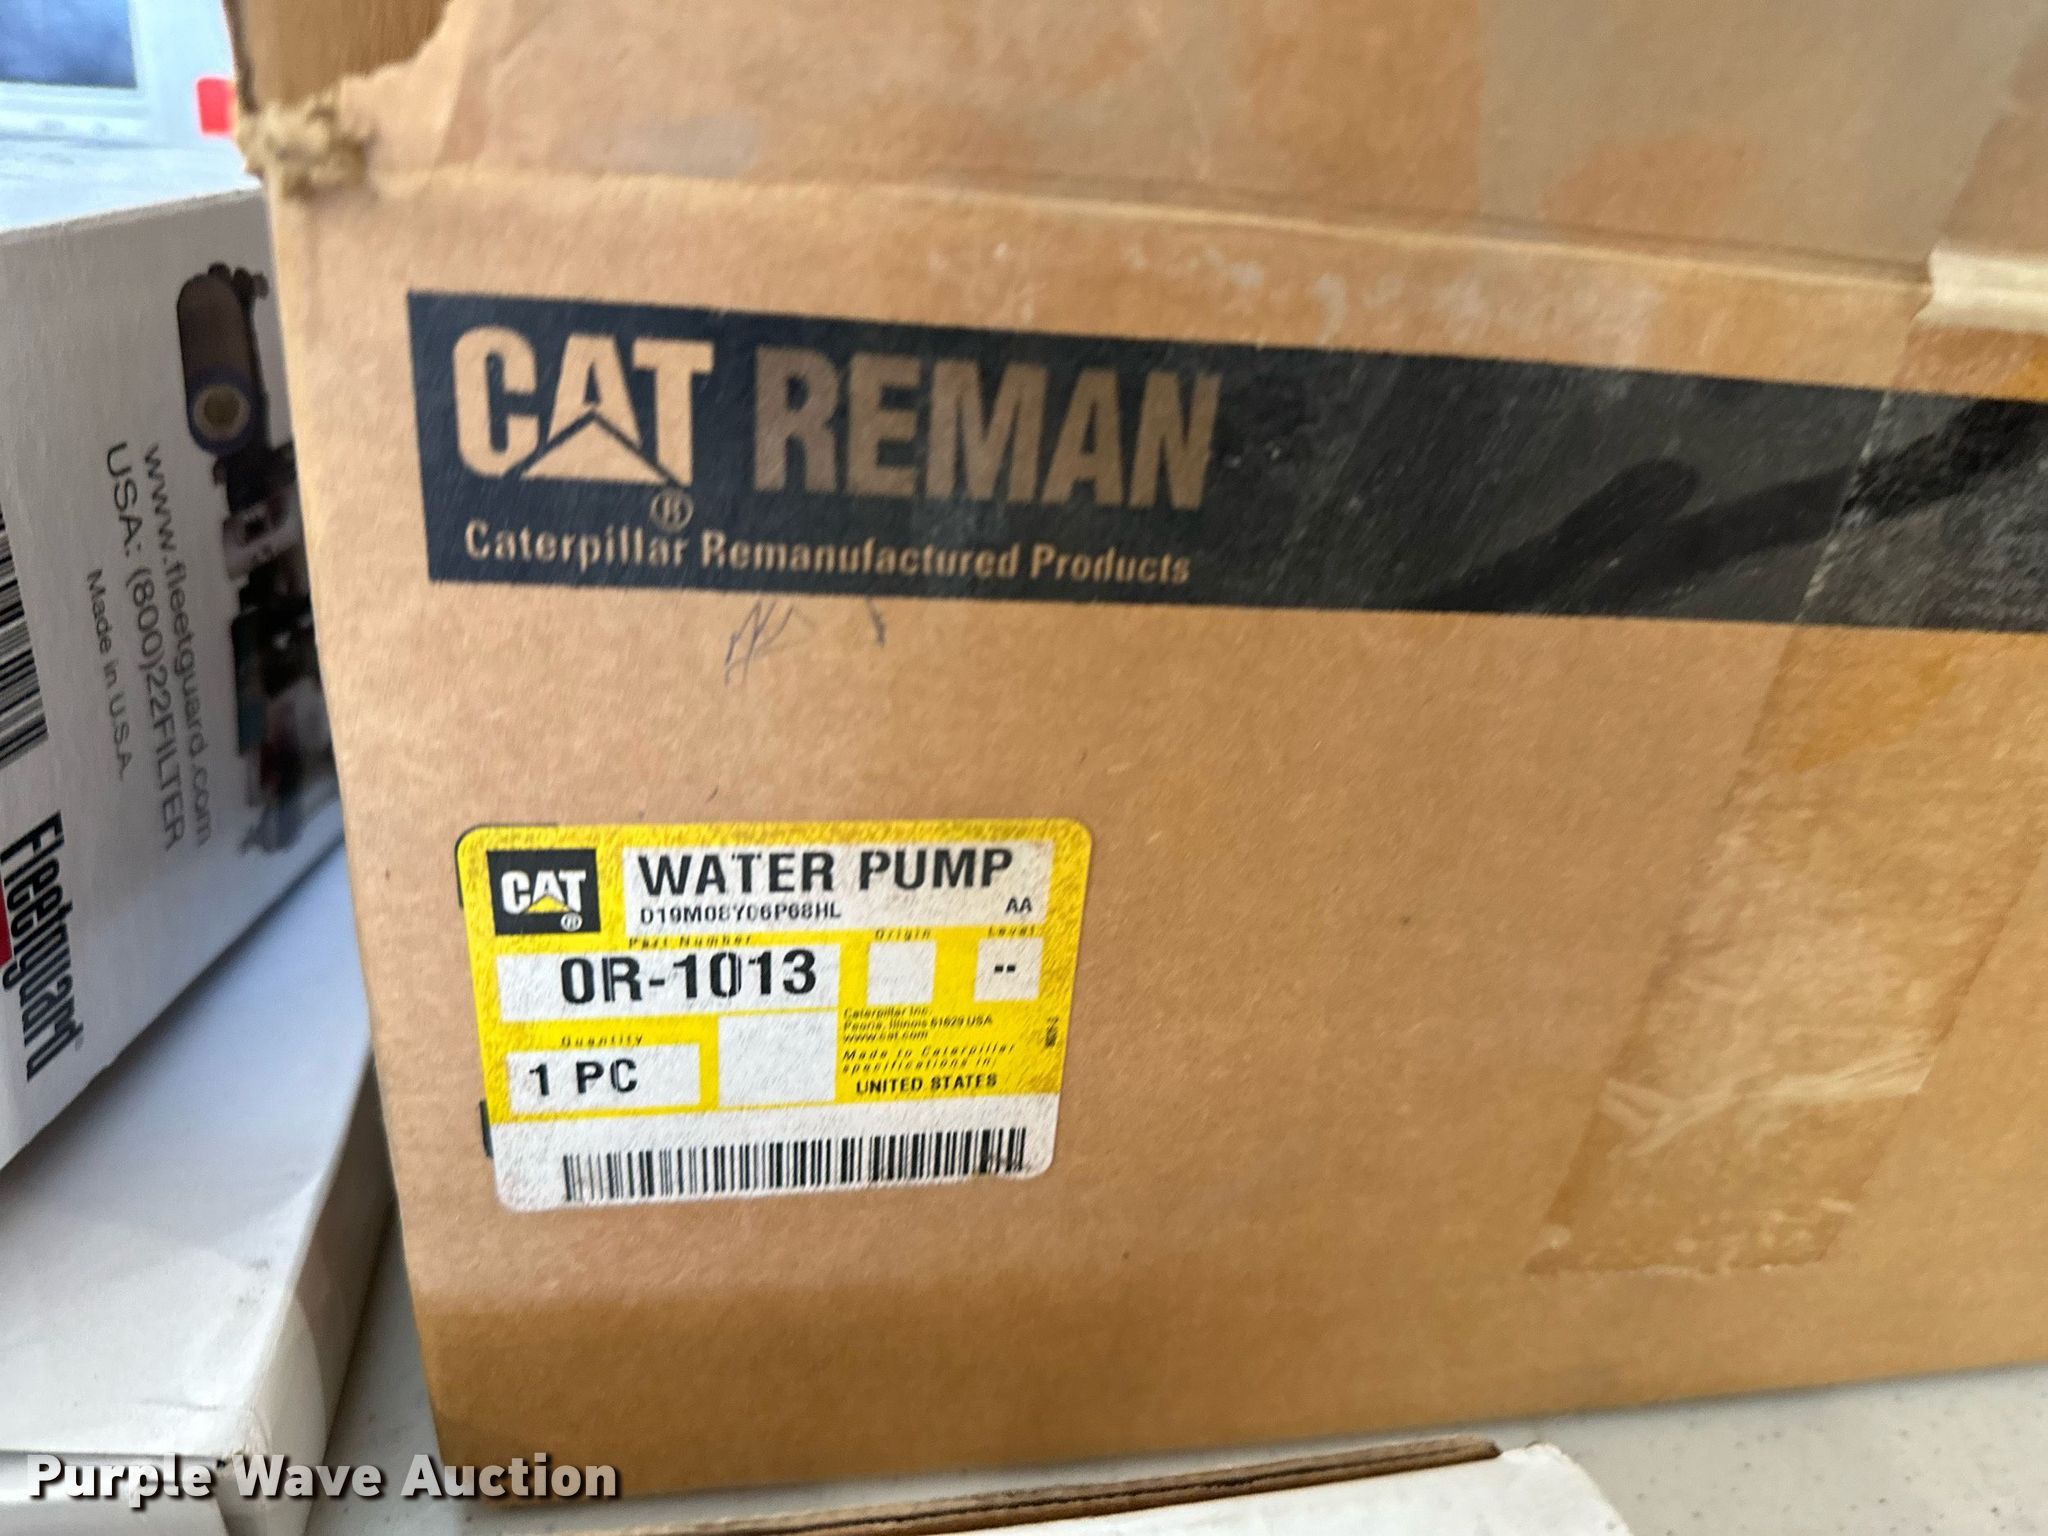 CAT REMAN
®
Caterpillar Remanufactured Products
www.fleetguard.com
USA: (800)22FILTER
Made in U.S.A.
Fleetguard®
CAT
®
WATER PUMP
D19M08Y06P68HL AA
Part Number Origin Level
0R-1013 --
Quantity
1 PC
Caterpillar Inc.
Peoria, Illinois 61629 USA
www.cat.com
Made to Caterpillar
specifications in:
UNITED STATES
Purple Wave Auction